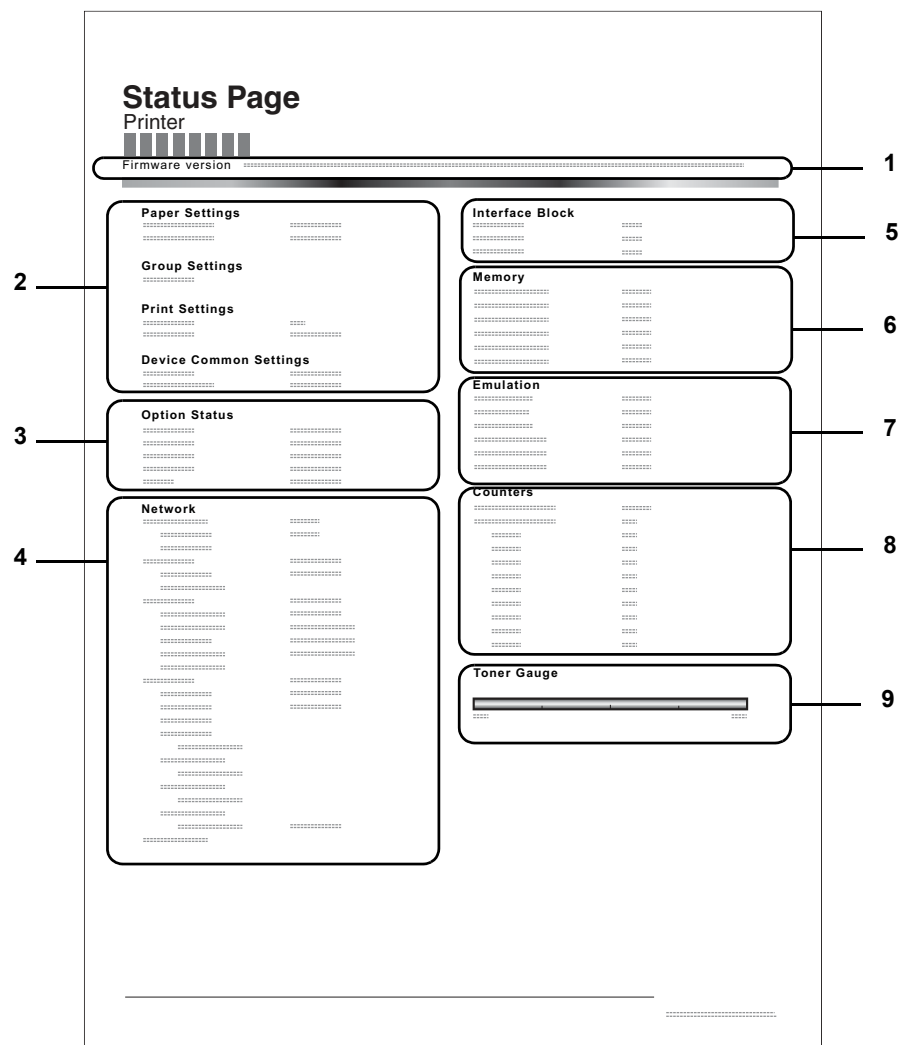 Status Page
Printer
Firmware version
1
Paper Settings
Group Settings
Print Settings
Device Common Settings
2
Option Status
3
Network
4
Interface Block
5
Memory
6
Emulation
7
Counters
8
Toner Gauge
9